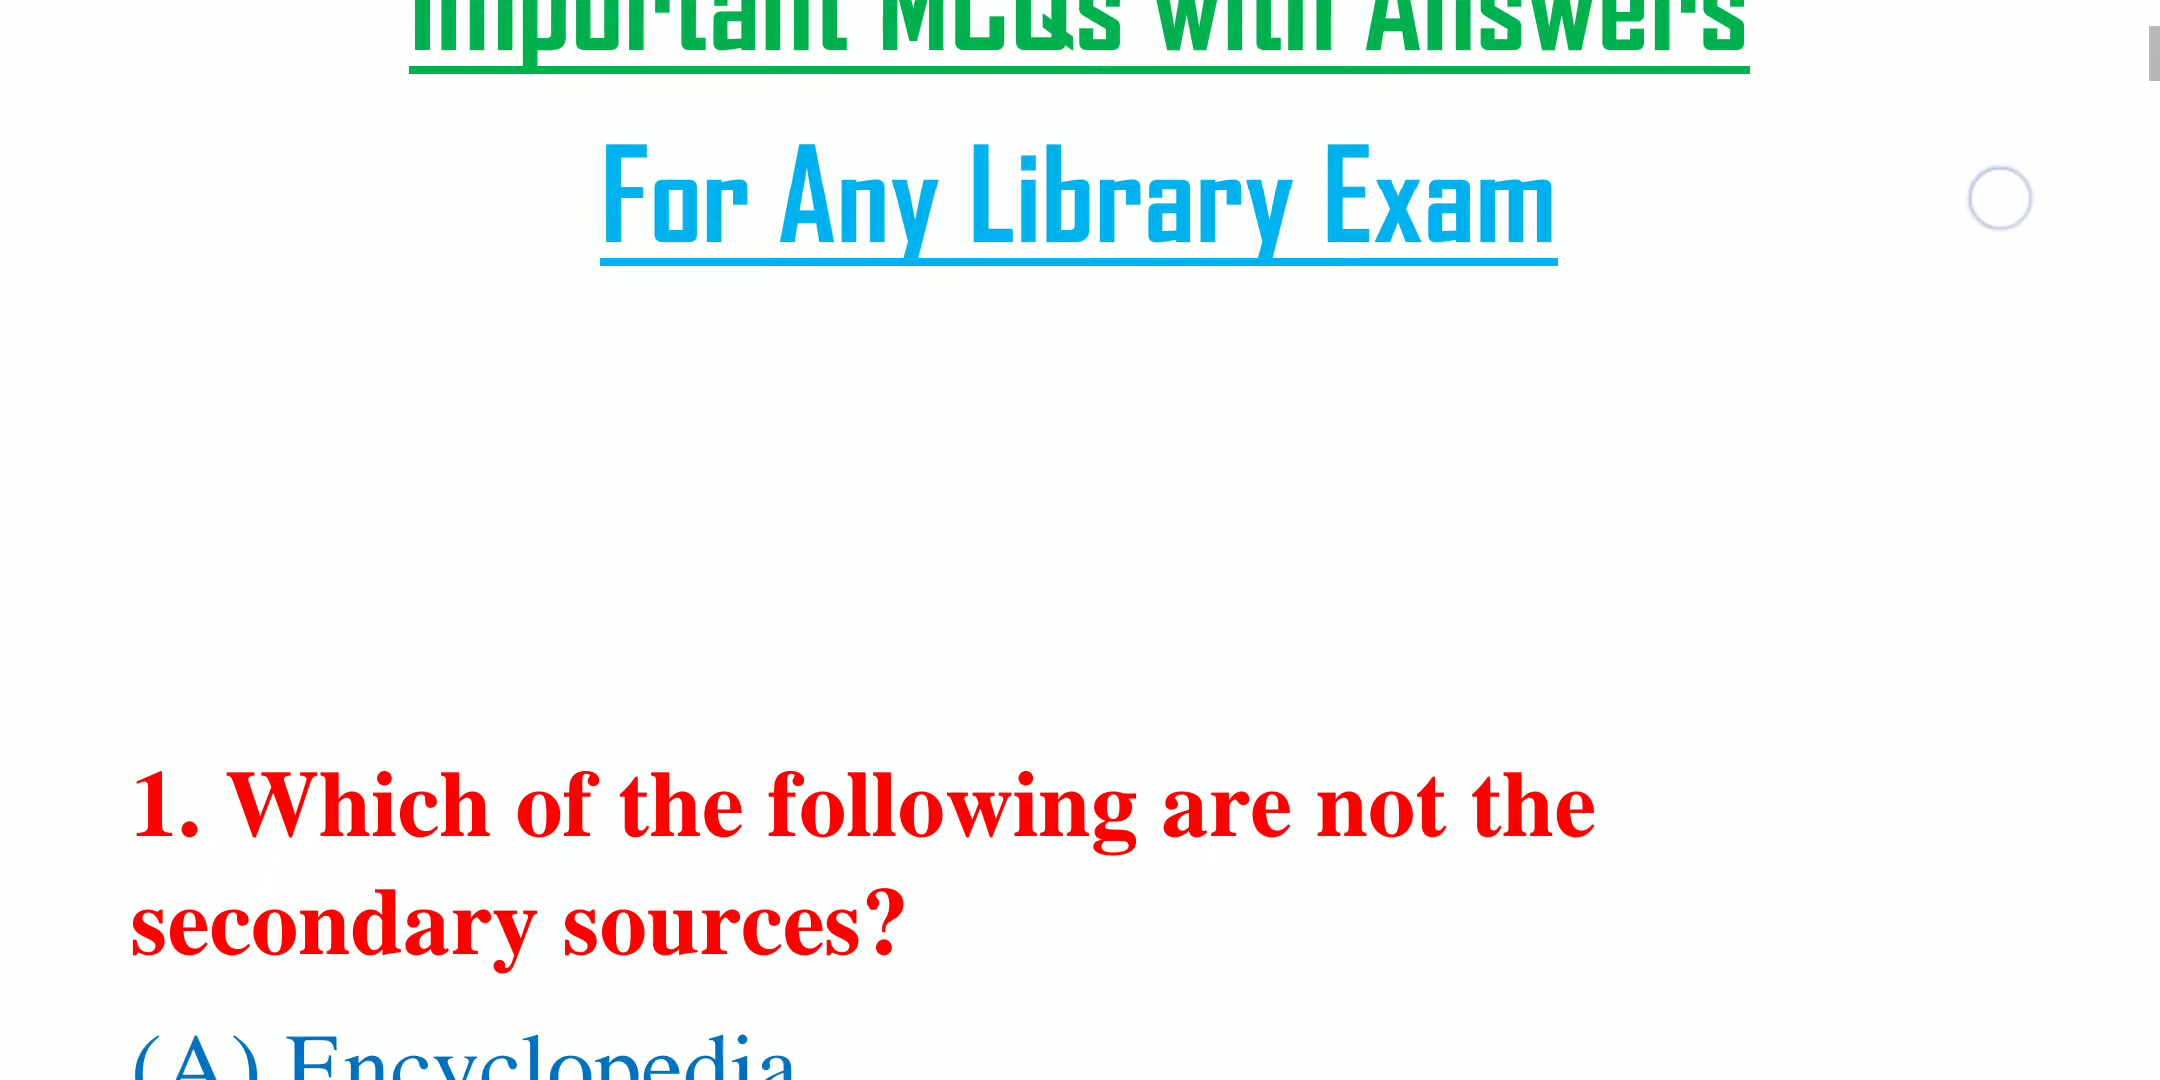 Important MCQs with Answers
For Any Library Exam
1. Which of the following are not the
secondary sources?
(A) Encyclopedia